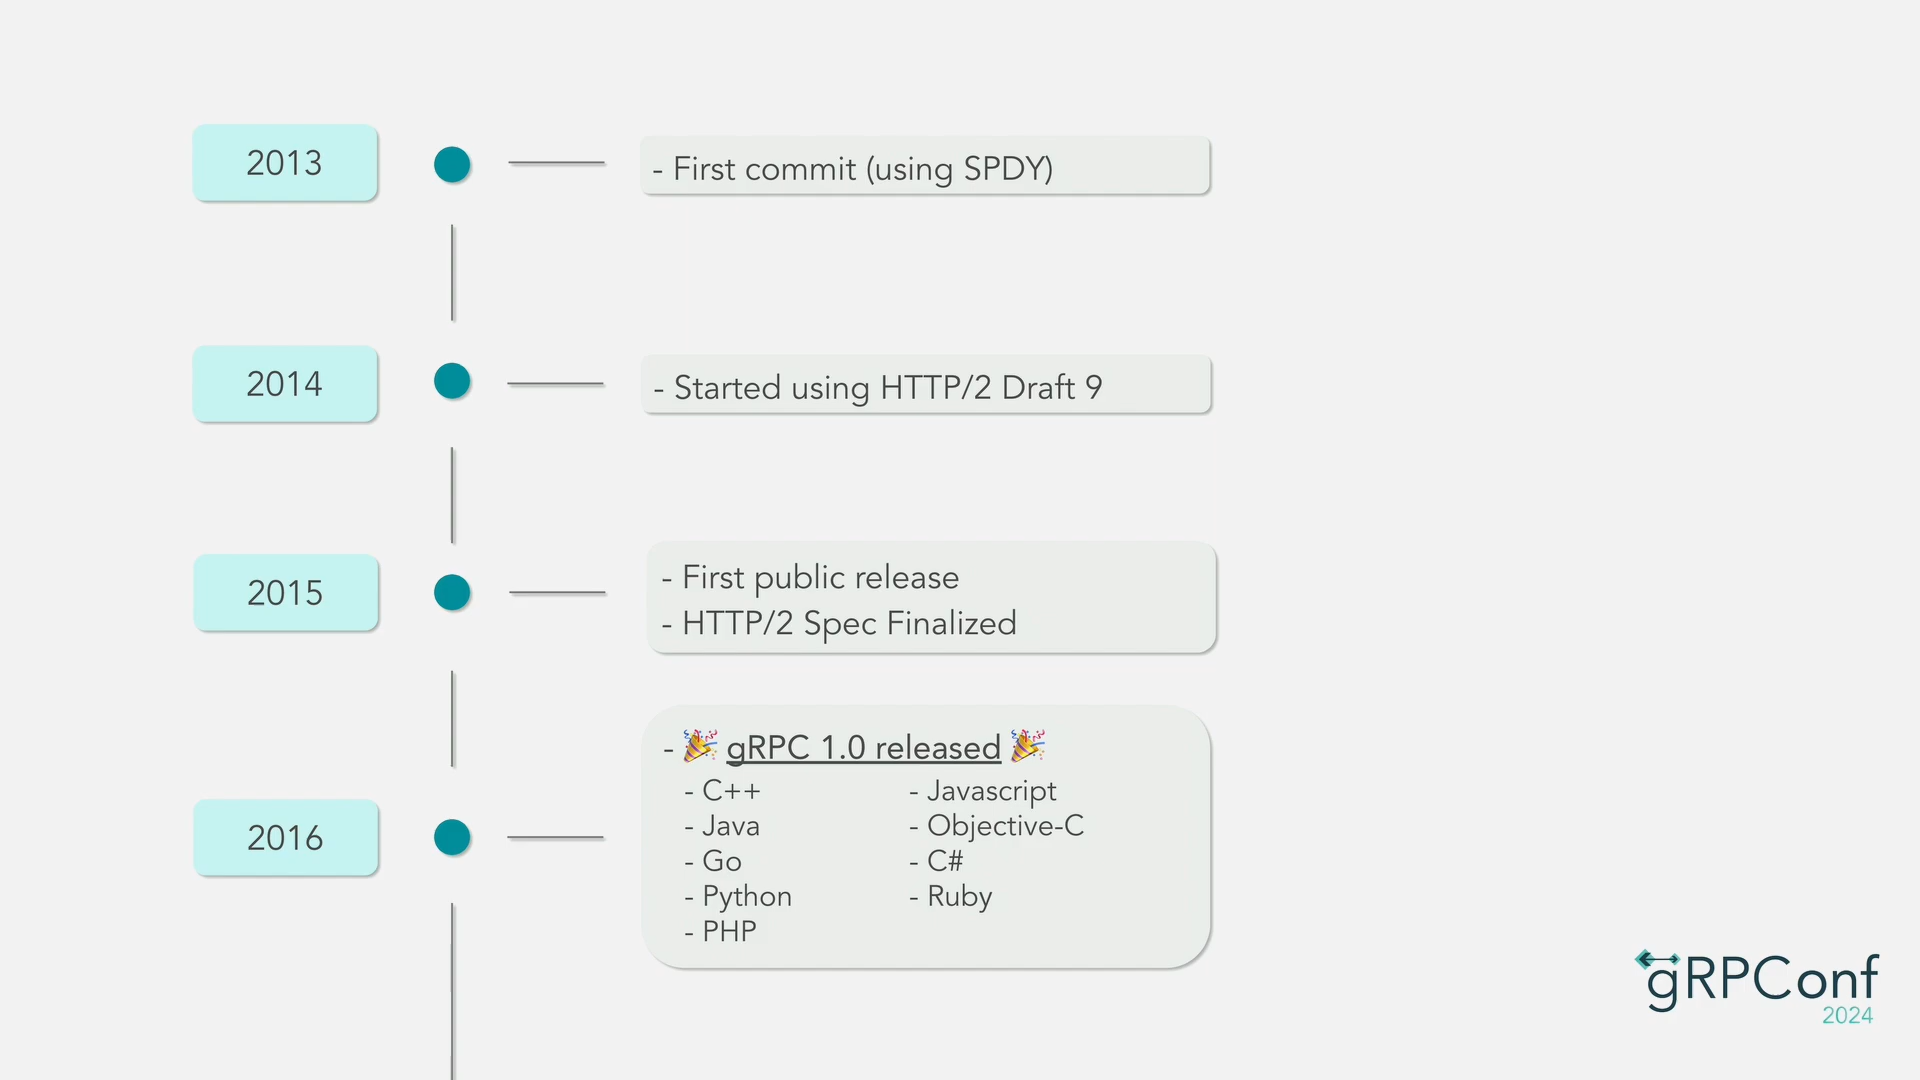 2013
- First commit (using SPDY)
2014
- Started using HTTP/2 Draft 9
2015
- First public release
- HTTP/2 Spec Finalized
2016
- 🎉 gRPC 1.0 released 🎉
- C++
- Java
- Go
- Python
- PHP
- Javascript
- Objective-C
- C#
- Ruby
gRPConf
2024